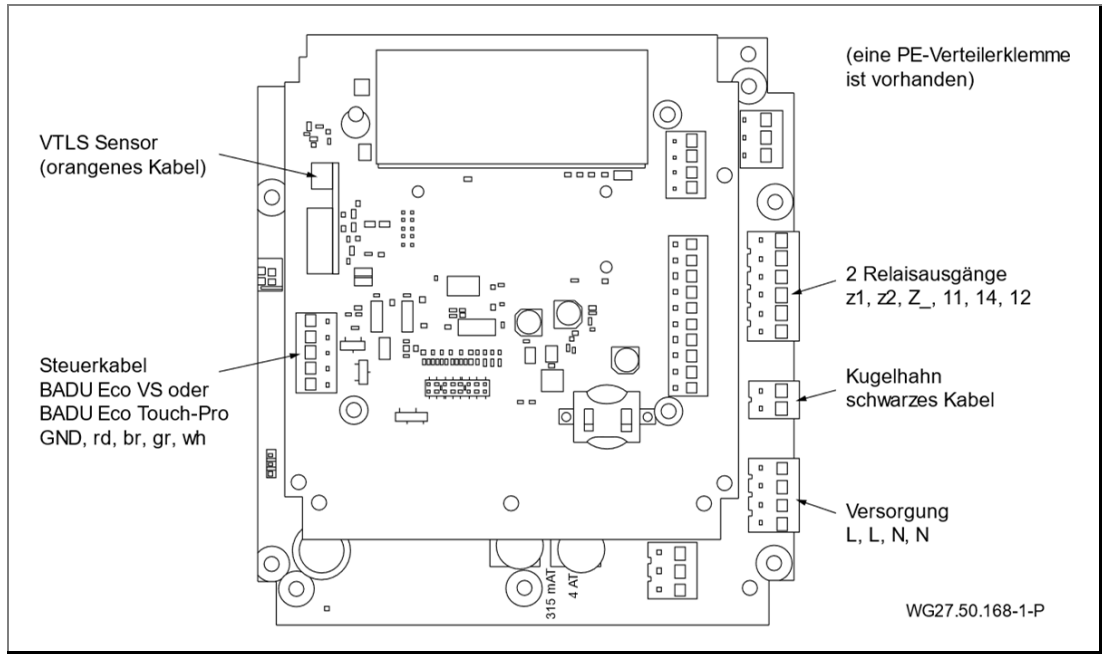 (eine PE-Verteilerklemme
ist vorhanden)
VTLS Sensor
(orangenes Kabel)
2 Relaisausgänge
z1, z2, Z_, 11, 14, 12
Steuerkabel
BADU Eco VS oder
BADU Eco Touch-Pro
GND, rd, br, gr, wh
Kugelhahn
schwarzes Kabel
Versorgung
L, L, N, N
315 mAT
4 AT
WG27.50.168-1-P